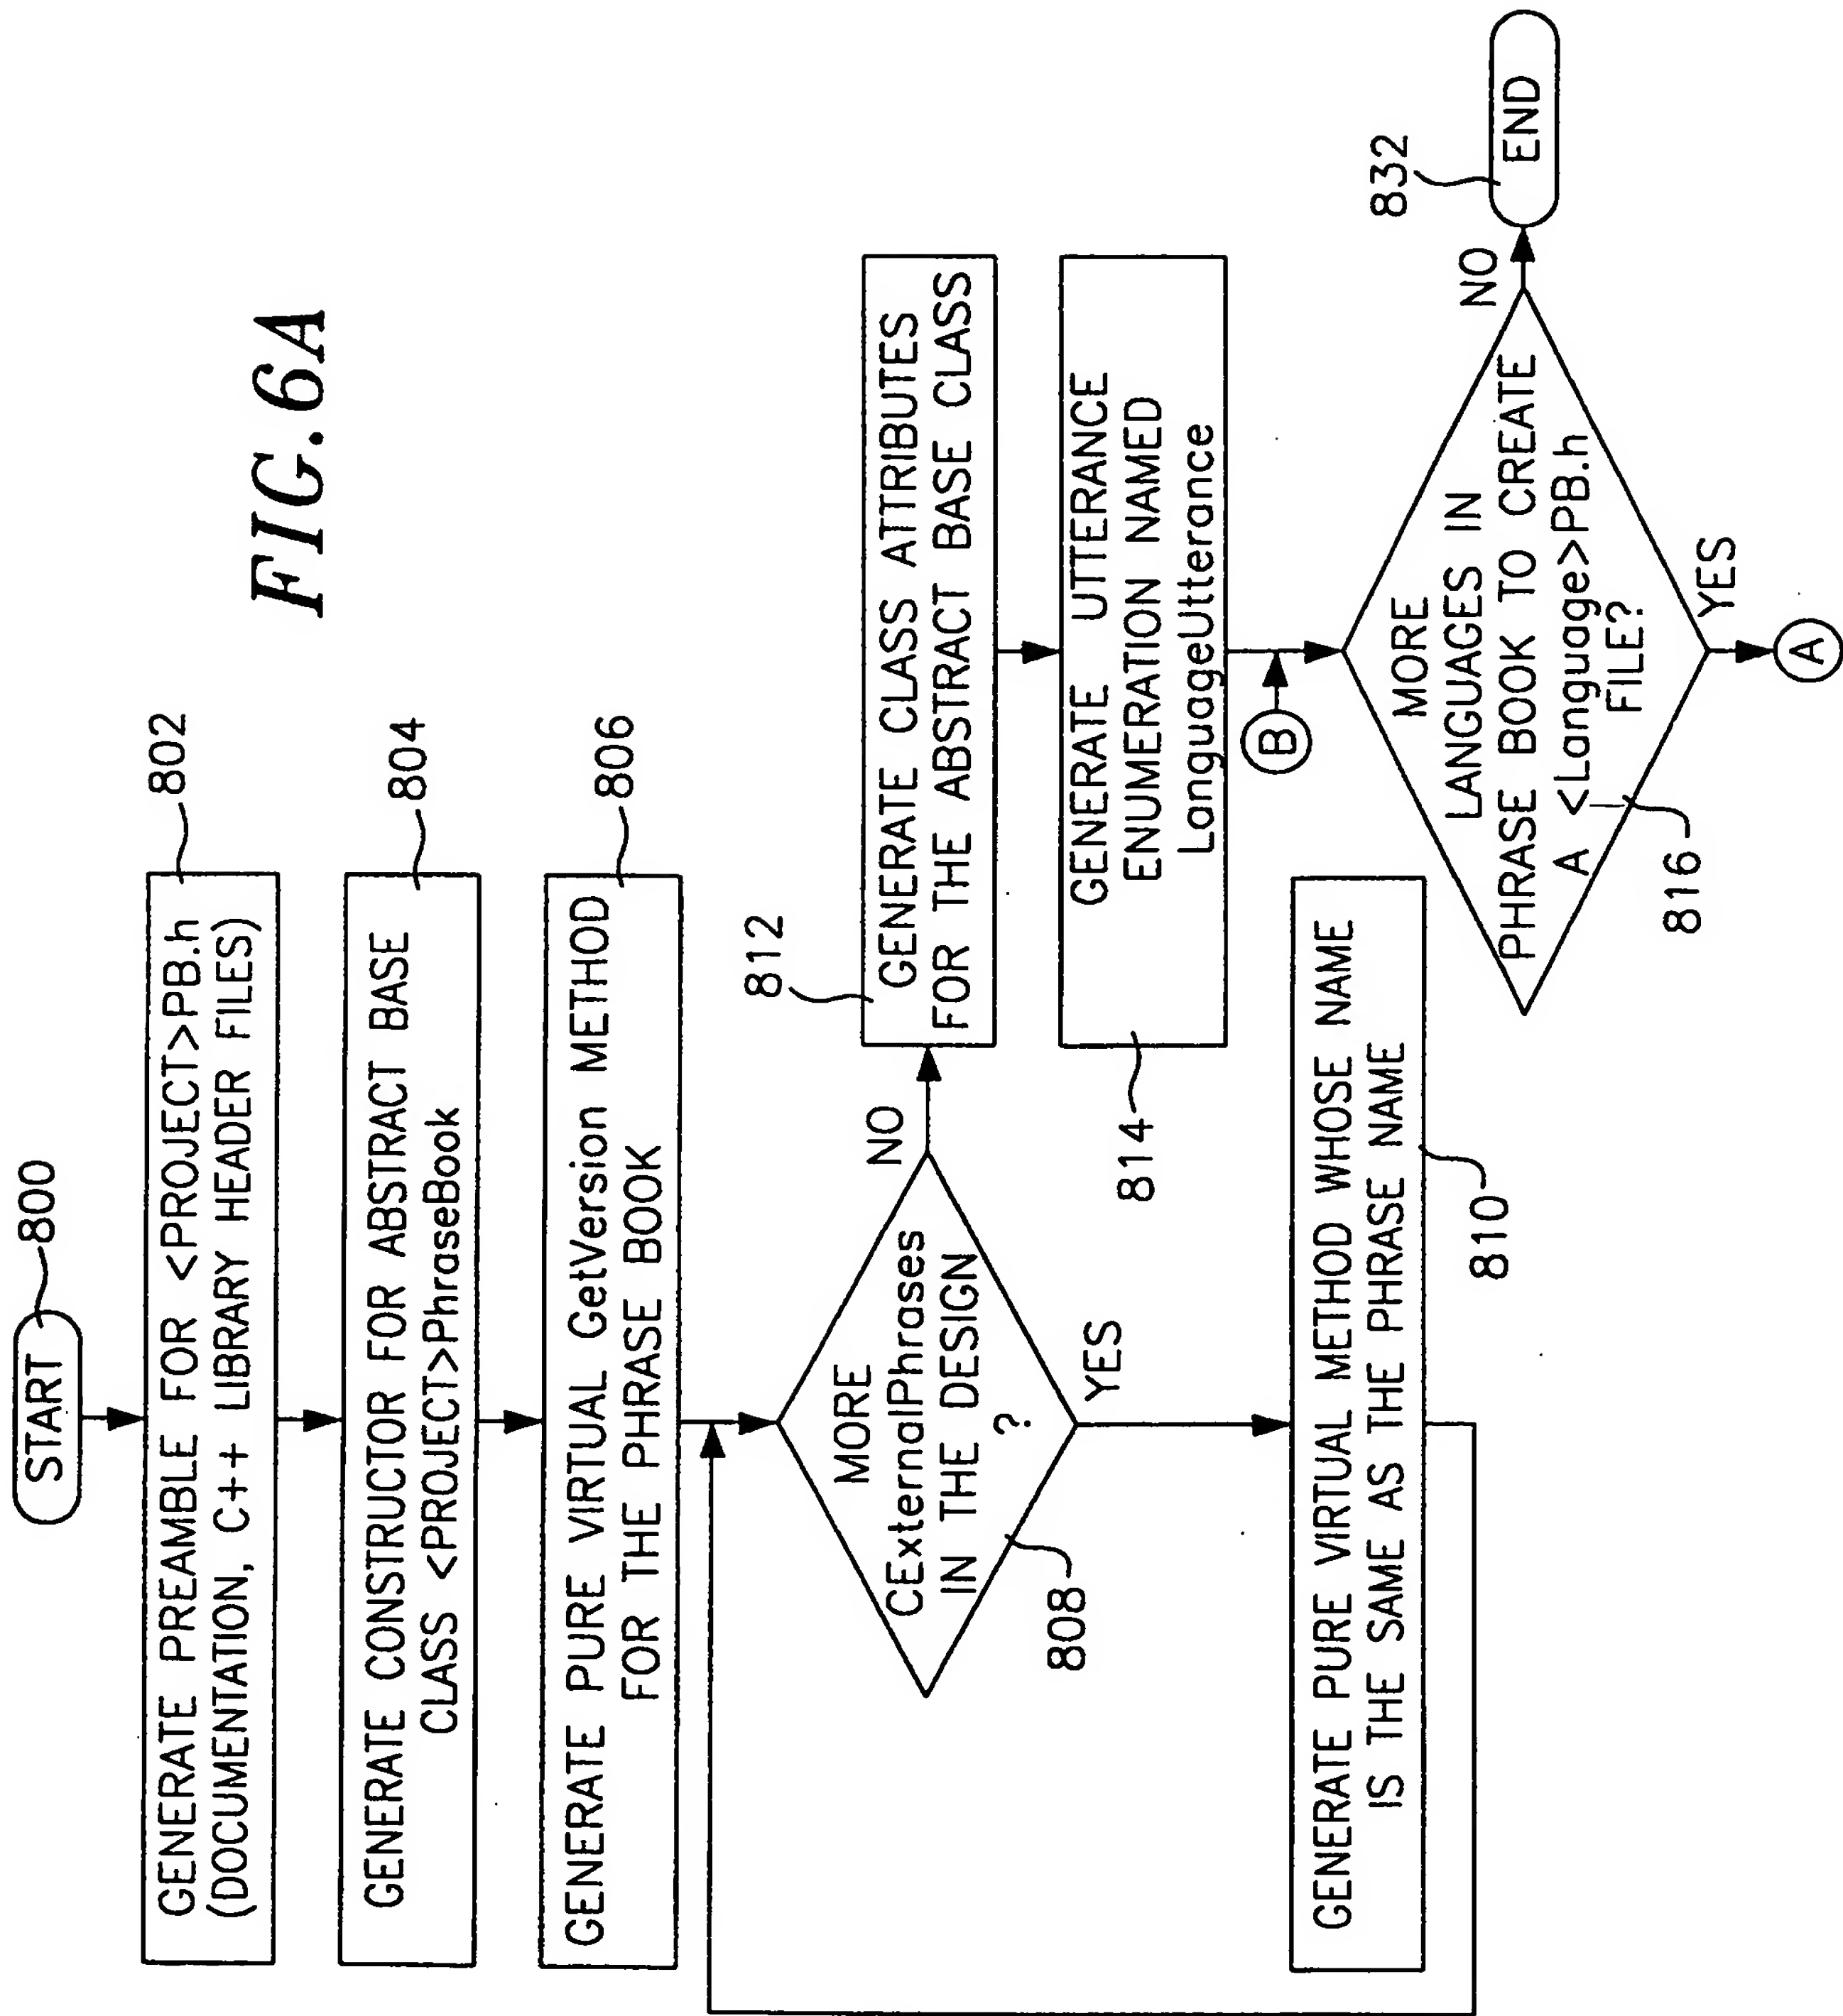 FIG. 6A
START
800
GENERATE PREAMBLE FOR <PROJECT>PB.h
(DOCUMENTATION, C++ LIBRARY HEADER FILES)
802
GENERATE CONSTRUCTOR FOR ABSTRACT BASE
CLASS <PROJECT>PhraseBook
804
GENERATE PURE VIRTUAL GetVersion METHOD
FOR THE PHRASE BOOK
806
MORE
CExternalPhrases
IN THE DESIGN
?
808
NO
YES
GENERATE PURE VIRTUAL METHOD WHOSE NAME
IS THE SAME AS THE PHRASE NAME
810
812
GENERATE CLASS ATTRIBUTES
FOR THE ABSTRACT BASE CLASS
GENERATE UTTERANCE
ENUMERATION NAMED
LanguageUtterance
814
B
MORE
LANGUAGES IN
PHRASE BOOK TO CREATE
A <Language>PB.h
FILE?
816
NO
832
END
YES
A